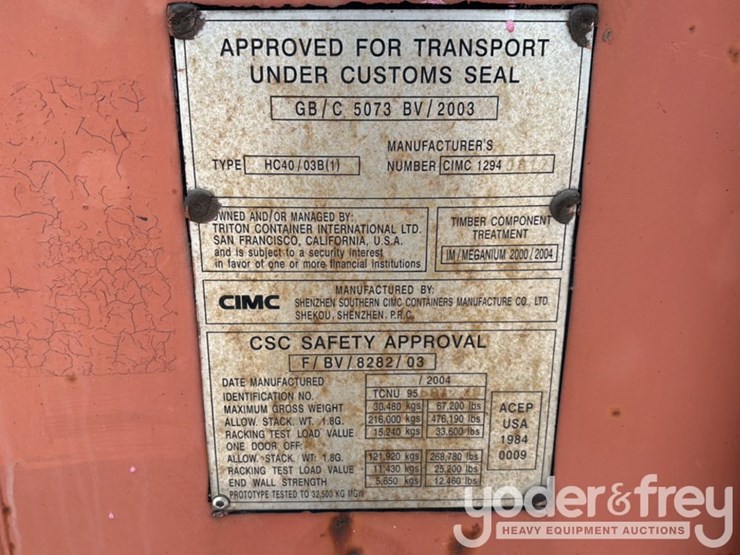 APPROVED FOR TRANSPORT
UNDER CUSTOMS SEAL
GB/C 5073 BV/2003
MANUFACTURER'S
TYPE HC40/03B(1) NUMBER CIMC 1294
OWNED AND/OR MANAGED BY:
TRITON CONTAINER INTERNATIONAL LTD.
SAN FRANCISCO, CALIFORNIA, U.S.A.
and is subject to a security interest
in favor of one or more financial institutions
TIMBER COMPONENT
TREATMENT
IM/MEGANIUM 2000/2004
CIMC
MANUFACTURED BY:
SHENZHEN SOUTHERN CIMC CONTAINERS MANUFACTURE CO., LTD.
SHEKOU, SHENZHEN, P.R.C.
CSC SAFETY APPROVAL
F/BV/8282/03
DATE MANUFACTURED /2004
IDENTIFICATION NO. TCNU 95
MAXIMUM GROSS WEIGHT 30,480 kgs 67,200 lbs
ALLOW. STACK. WT. 1.8G. 216,000 kgs 476,190 lbs
RACKING TEST LOAD VALUE 15,240 kgs 33,600 lbs
ONE DOOR OFF:
ALLOW. STACK. WT. 1.8G. 121,920 kgs 268,780 lbs
RACKING TEST LOAD VALUE 11,430 kgs 25,200 lbs
END WALL STRENGTH 5,650 kgs 12,460 lbs
PROTOTYPE TESTED TO 32,500 KG MGW
ACEP
USA
1984
0009
yoder&frey
HEAVY EQUIPMENT AUCTIONS